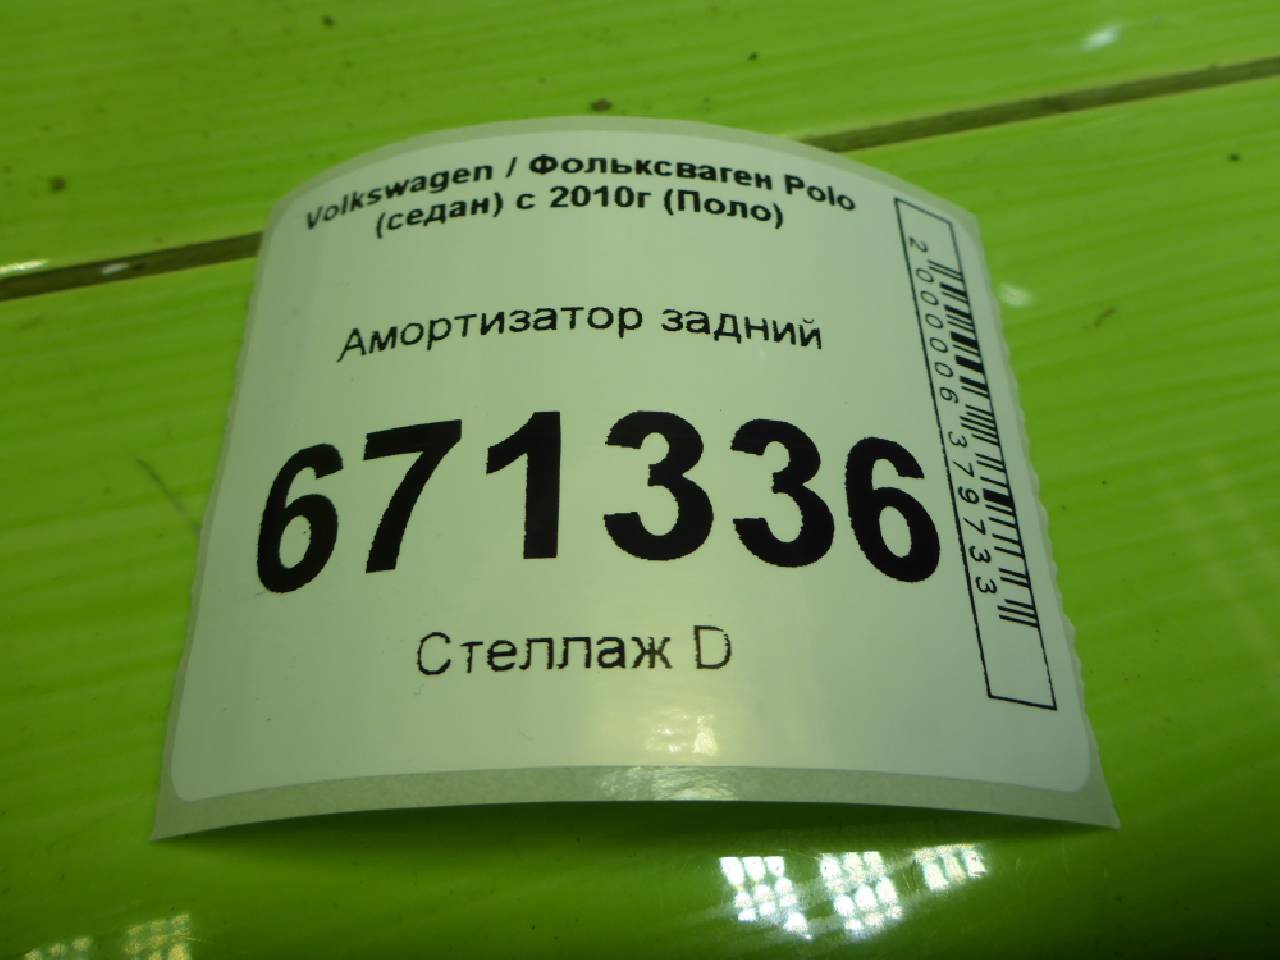 Volkswagen / Фольксваген Polo
(седан) с 2010г (Поло)
Амортизатор задний
671336
Стеллаж D
2000006379733